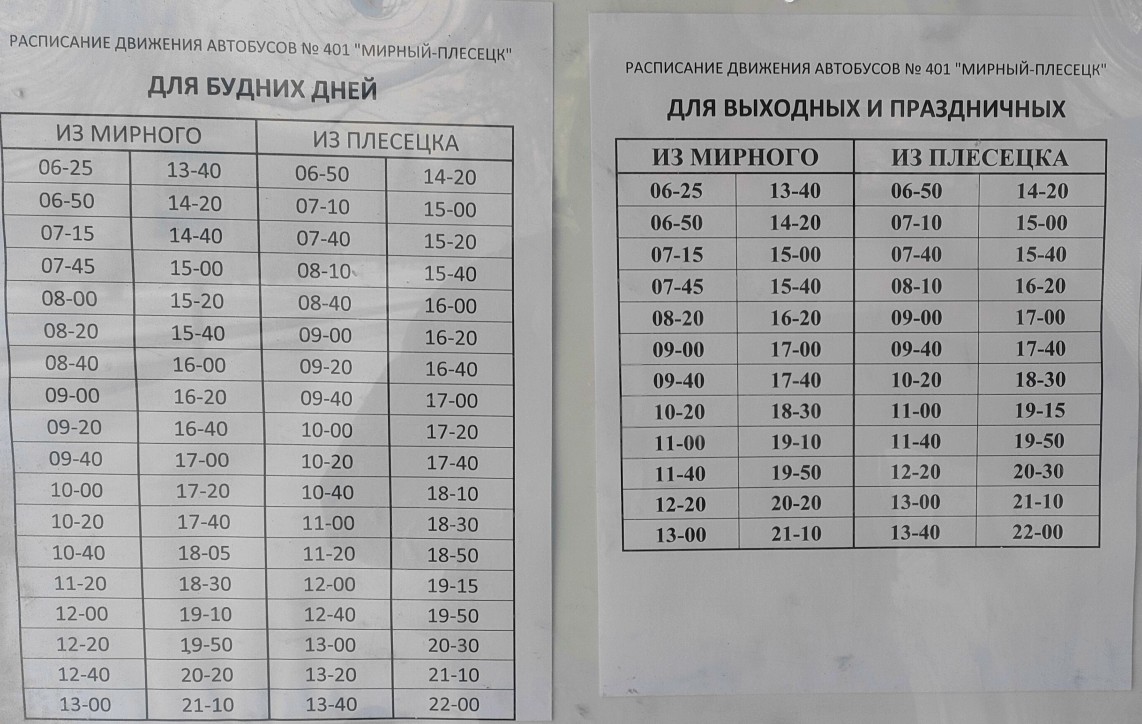 РАСПИСАНИЕ ДВИЖЕНИЯ АВТОБУСОВ № 401 "МИРНЫЙ-ПЛЕСЕЦК"
ДЛЯ БУДНИХ ДНЕЙ
ИЗ МИРНОГО ИЗ ПЛЕСЕЦКА
06-25 13-40 06-50 14-20
06-50 14-20 07-10 15-00
07-15 14-40 07-40 15-20
07-45 15-00 08-10 15-40
08-00 15-20 08-40 16-00
08-20 15-40 09-00 16-20
08-40 16-00 09-20 16-40
09-00 16-20 09-40 17-00
09-20 16-40 10-00 17-20
09-40 17-00 10-20 17-40
10-00 17-20 10-40 18-10
10-20 17-40 11-00 18-30
10-40 18-05 11-20 18-50
11-20 18-30 12-00 19-15
12-00 19-10 12-40 19-50
12-20 19-50 13-00 20-30
12-40 20-20 13-20 21-10
13-00 21-10 13-40 22-00
РАСПИСАНИЕ ДВИЖЕНИЯ АВТОБУСОВ № 401 "МИРНЫЙ-ПЛЕСЕЦК"
ДЛЯ ВЫХОДНЫХ И ПРАЗДНИЧНЫХ
ИЗ МИРНОГО ИЗ ПЛЕСЕЦКА
06-25 13-40 06-50 14-20
06-50 14-20 07-10 15-00
07-15 15-00 07-40 15-40
07-45 15-40 08-10 16-20
08-20 16-20 09-00 17-00
09-00 17-00 09-40 17-40
09-40 17-40 10-20 18-30
10-20 18-30 11-00 19-15
11-00 19-10 11-40 19-50
11-40 19-50 12-20 20-30
12-20 20-20 13-00 21-10
13-00 21-10 13-40 22-00